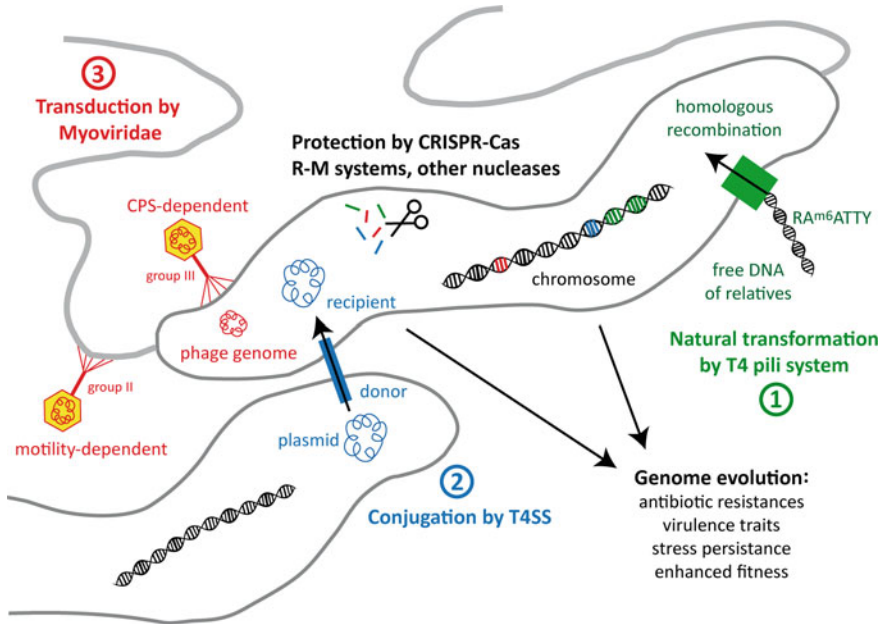 3
Transduction by
Myoviridae
CPS-dependent
group III
phage genome
group II
motility-dependent
Protection by CRISPR-Cas
R-M systems, other nucleases
recipient
donor
plasmid
2
Conjugation by T4SS
chromosome
homologous
recombination
RAᵐ⁶ATTY
free DNA
of relatives
Natural transformation
by T4 pili system
1
Genome evolution:
antibiotic resistances
virulence traits
stress persistance
enhanced fitness